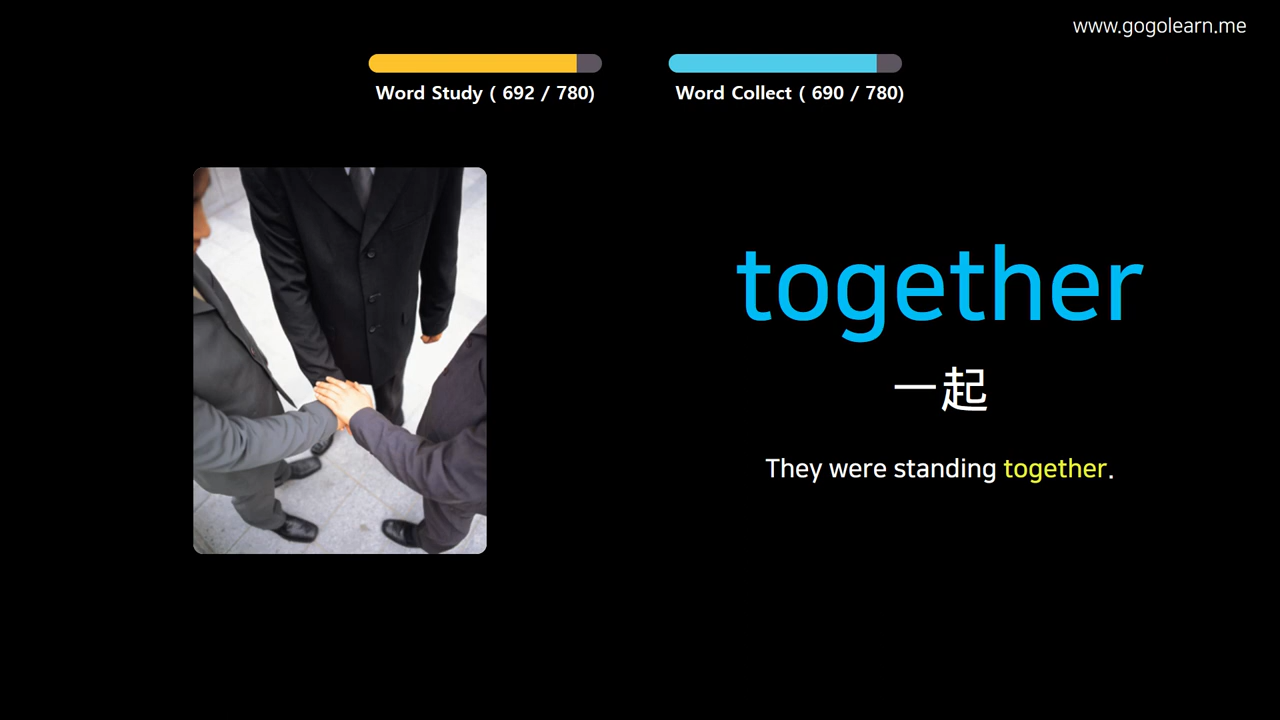 www.gogolearn.me
Word Study ( 692 / 780)
Word Collect ( 690 / 780)
together
一起
They were standing together.